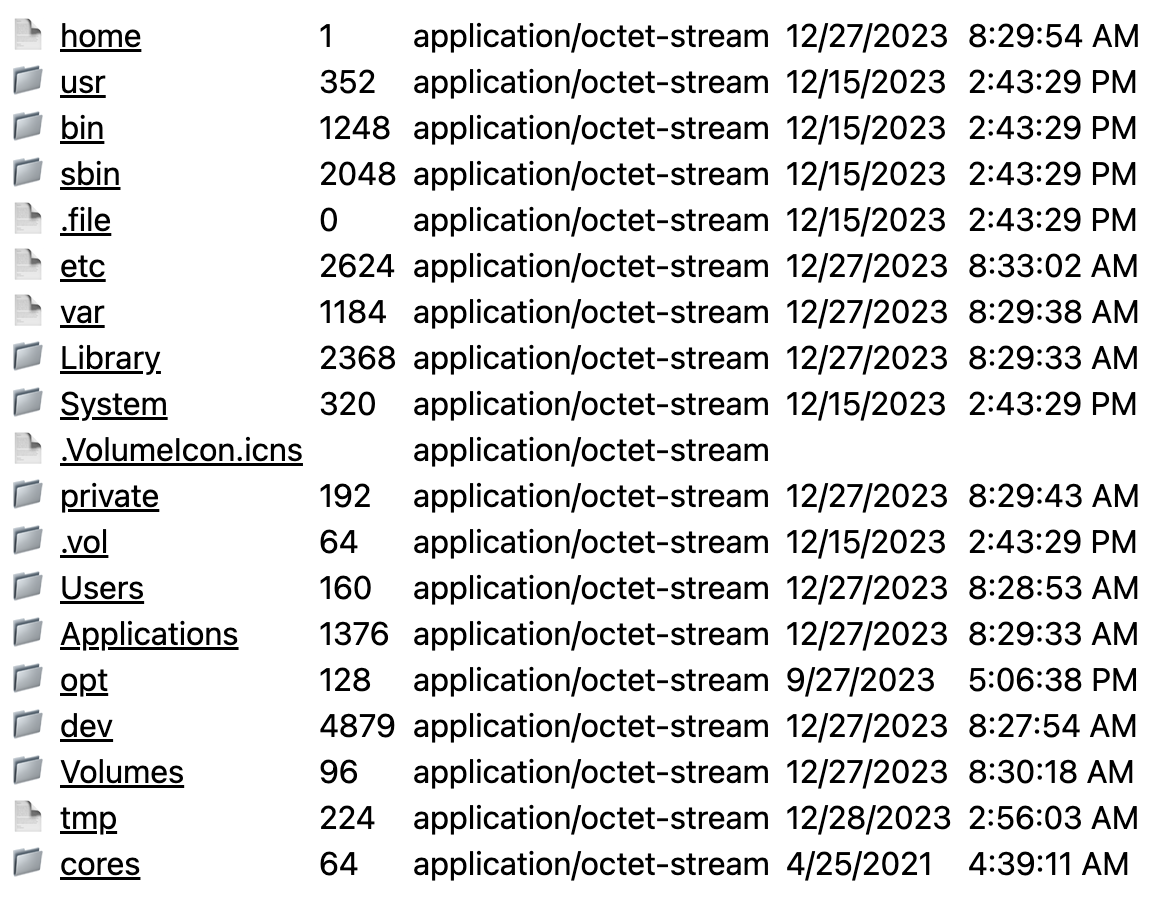 home 1 application/octet-stream 12/27/2023 8:29:54 AM
usr 352 application/octet-stream 12/15/2023 2:43:29 PM
bin 1248 application/octet-stream 12/15/2023 2:43:29 PM
sbin 2048 application/octet-stream 12/15/2023 2:43:29 PM
.file 0 application/octet-stream 12/15/2023 2:43:29 PM
etc 2624 application/octet-stream 12/27/2023 8:33:02 AM
var 1184 application/octet-stream 12/27/2023 8:29:38 AM
Library 2368 application/octet-stream 12/27/2023 8:29:33 AM
System 320 application/octet-stream 12/15/2023 2:43:29 PM
.VolumeIcon.icns application/octet-stream
private 192 application/octet-stream 12/27/2023 8:29:43 AM
.vol 64 application/octet-stream 12/15/2023 2:43:29 PM
Users 160 application/octet-stream 12/27/2023 8:28:53 AM
Applications 1376 application/octet-stream 12/27/2023 8:29:33 AM
opt 128 application/octet-stream 9/27/2023 5:06:38 PM
dev 4879 application/octet-stream 12/27/2023 8:27:54 AM
Volumes 96 application/octet-stream 12/27/2023 8:30:18 AM
tmp 224 application/octet-stream 12/28/2023 2:56:03 AM
cores 64 application/octet-stream 4/25/2021 4:39:11 AM